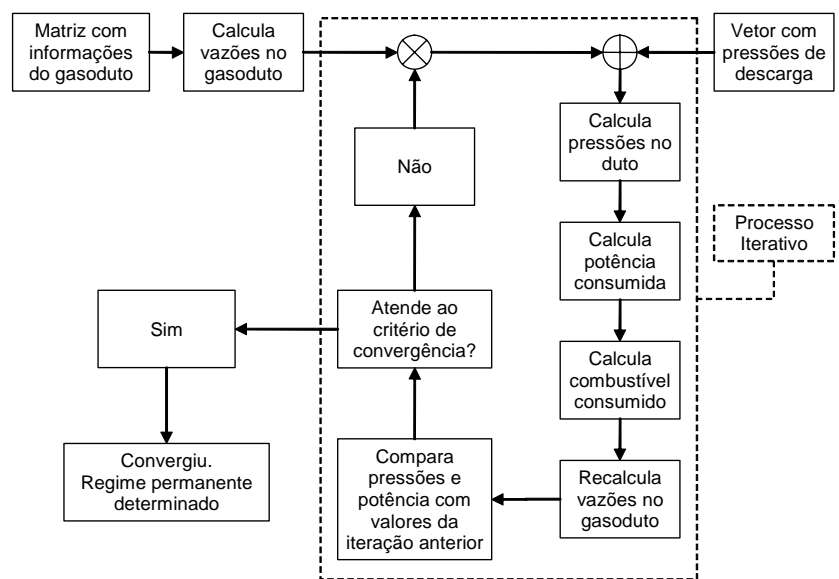 Matriz com
informações
do gasoduto
Calcula
vazões no
gasoduto
Vetor com
pressões de
descarga
Calcula
pressões no
duto
Não
Processo
Iterativo
Calcula
potência
consumida
Sim
Atende ao
critério de
convergência?
Calcula
combustível
consumido
Convergiu.
Regime permanente
determinado
Compara
pressões e
potência com
valores da
iteração anterior
Recalcula
vazões no
gasoduto